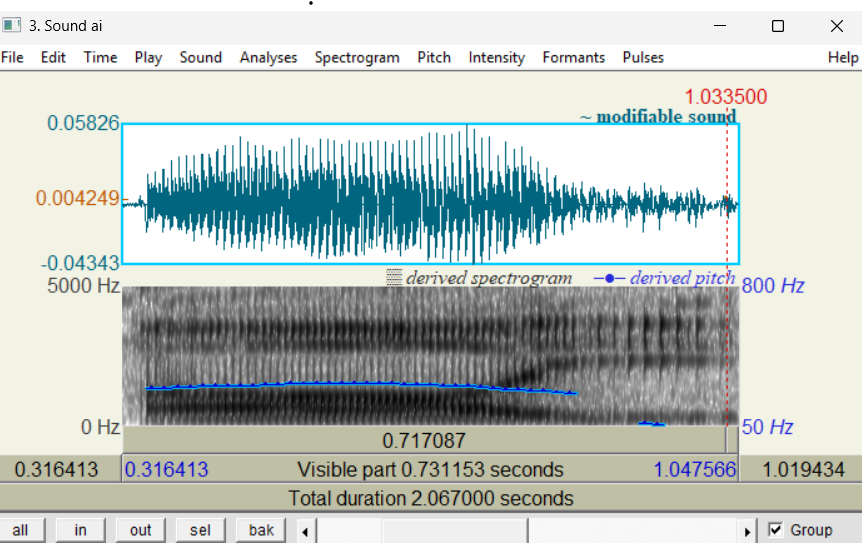 3. Sound ai
File Edit Time Play Sound Analyses Spectrogram Pitch Intensity Formants Pulses Help
1.033500
0.05826 ~ modifiable sound
0.004249
-0.04343
derived spectrogram derived pitch
5000 Hz 800 Hz
0 Hz 50 Hz
0.717087
0.316413 0.316413 Visible part 0.731153 seconds 1.047566 1.019434
Total duration 2.067000 seconds
all in out sel bak Group